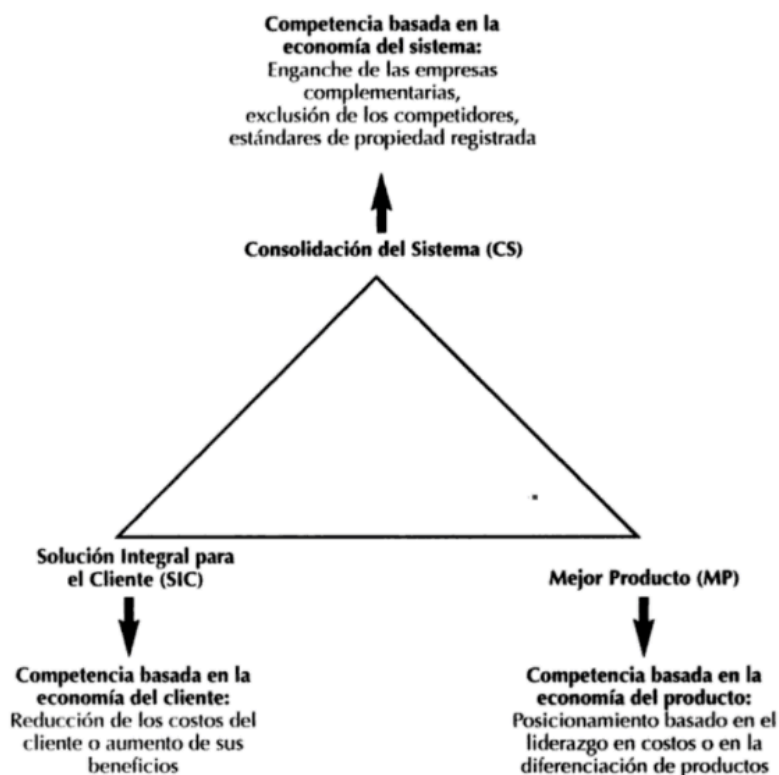 Competencia basada en la
economía del sistema:
Enganche de las empresas
complementarias,
exclusión de los competidores,
estándares de propiedad registrada
Consolidación del Sistema (CS)
Solución Integral para
el Cliente (SIC)
Competencia basada en la
economía del cliente:
Reducción de los costos del
cliente o aumento de sus
beneficios
Mejor Producto (MP)
Competencia basada en la
economía del producto:
Posicionamiento basado en el
liderazgo en costos o en la
diferenciación de productos